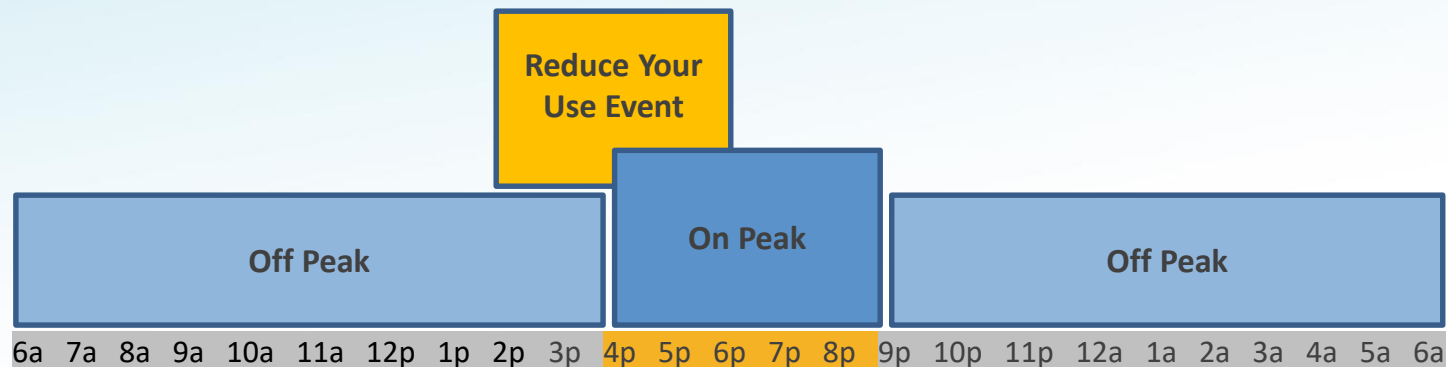 Reduce Your
Use Event
On Peak
Off Peak
Off Peak
6a 7a 8a 9a 10a 11a 12p 1p 2p 3p 4p 5p 6p 7p 8p 9p 10p 11p 12a 1a 2a 3a 4a 5a 6a